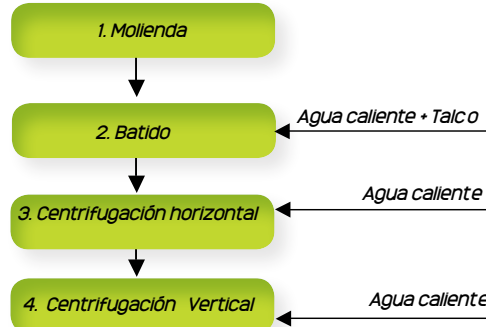 1. Molienda
Agua caliente + Talco
2. Batido
Agua caliente
3. Centrifugación horizontal
Agua caliente
4. Centrifugación Vertical